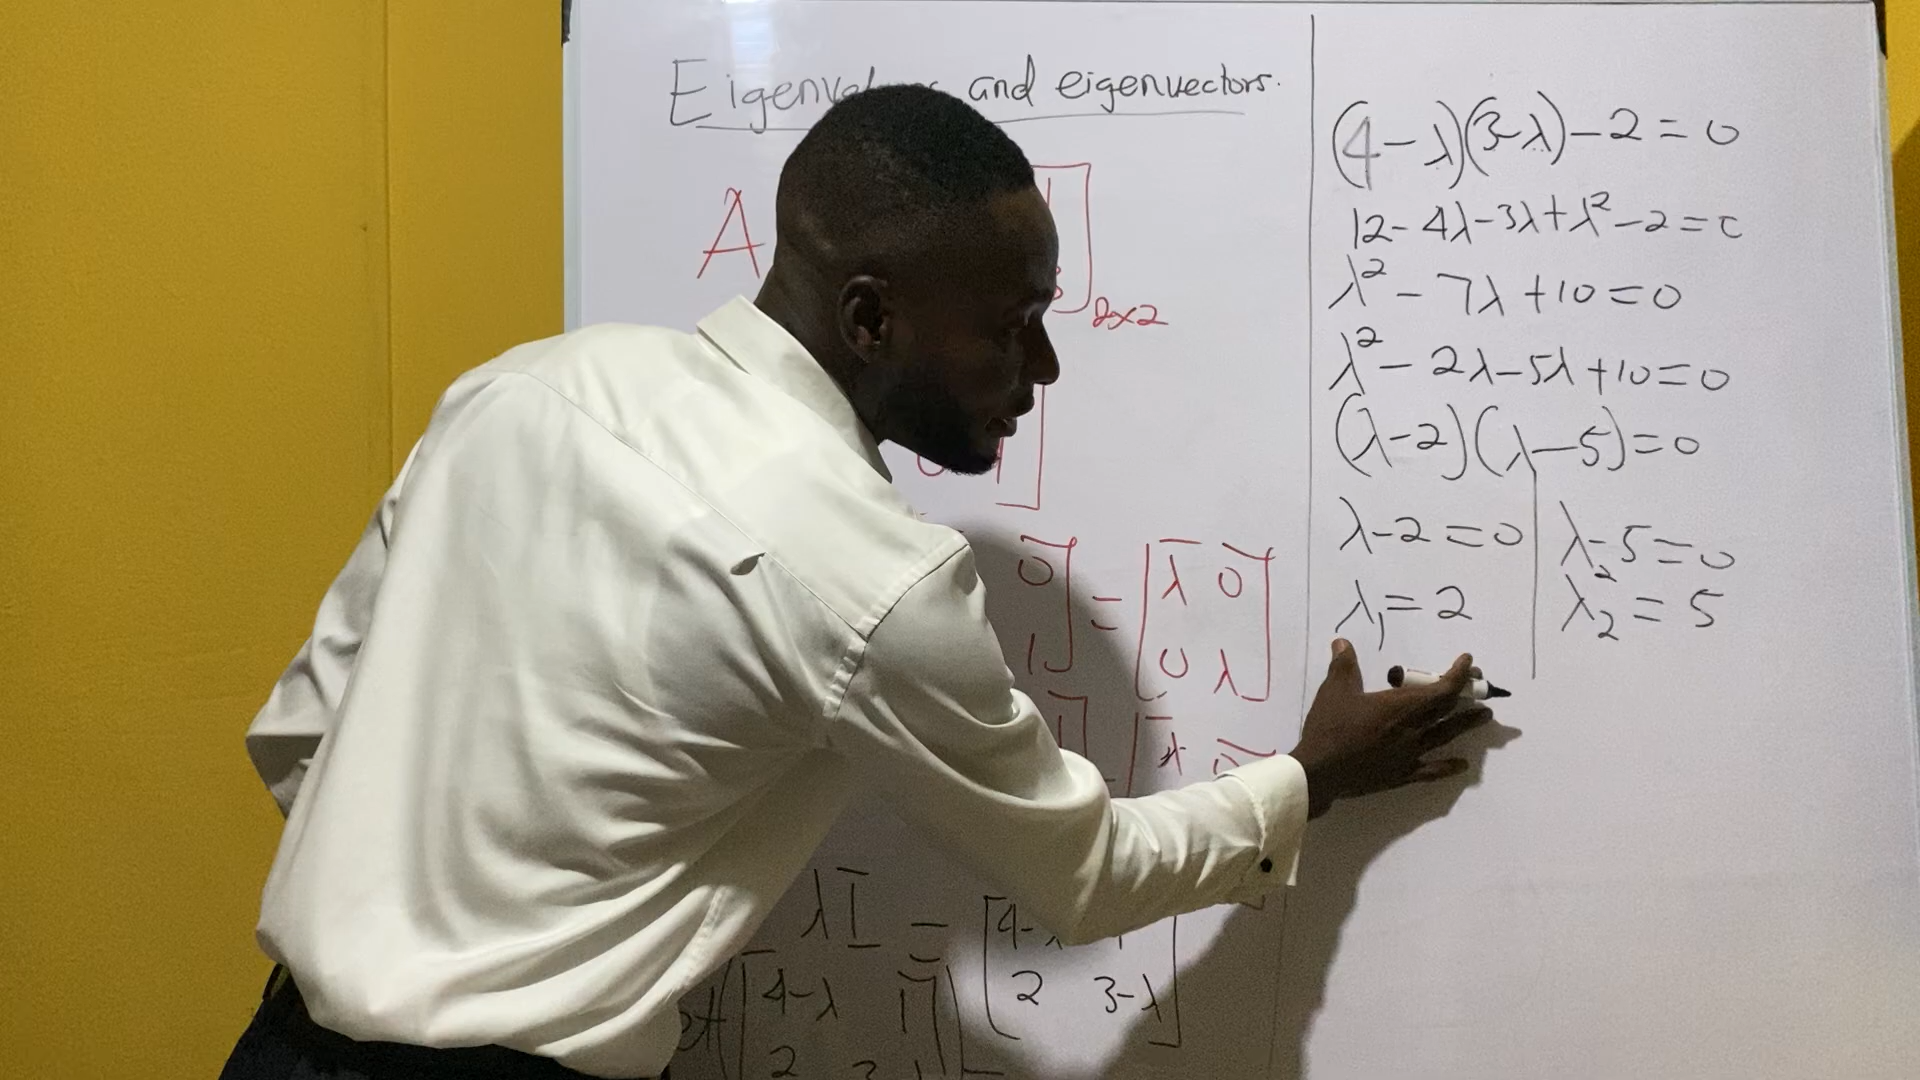 and eigenvectors.
A
2x2
0
1
=
λ 0
0 λ
λI =
4-λ 1
2 3-λ
4-λ 1
2
(4-λ)(3-λ)-2=0
12-4λ-3λ+λ²-2=0
λ²-7λ+10=0
λ²-2λ-5λ+10=0
(λ-2)(λ-5)=0
λ-2=0
λ₁=2
λ-5=0
λ₂=5